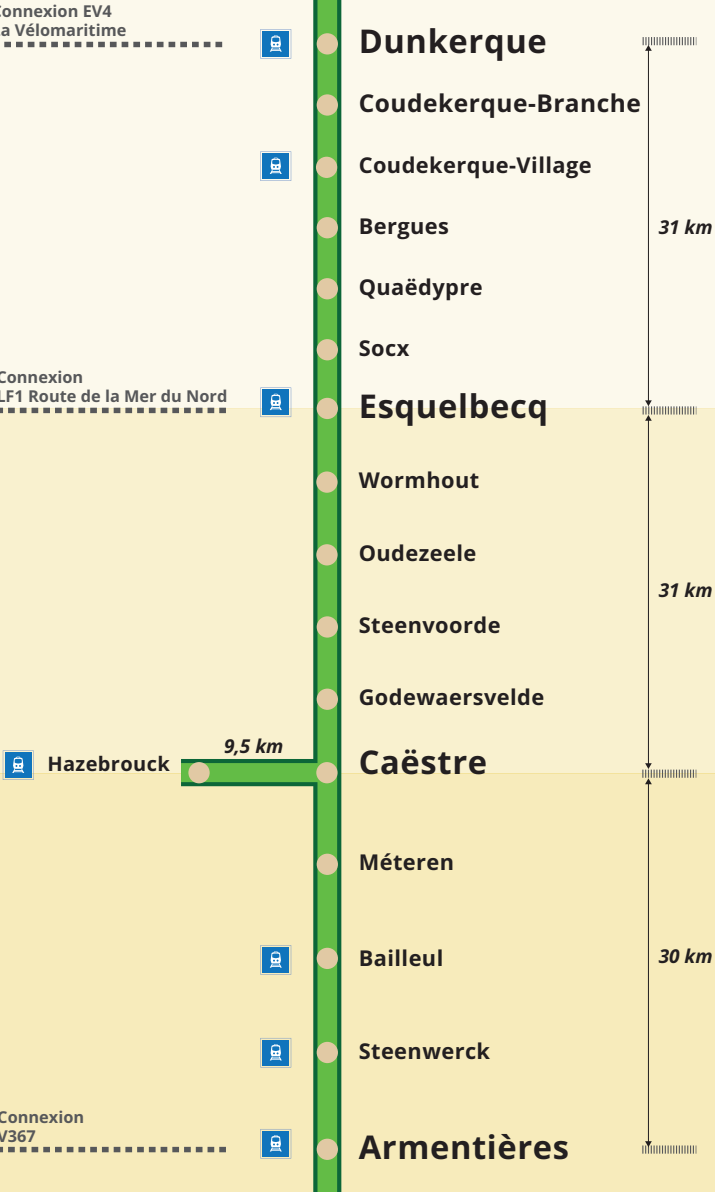 Connexion EV4
a Vélomaritime
Dunkerque
Coudekerque-Branche
Coudekerque-Village
Bergues
31 km
Quaëdypre
Socx
Connexion
LF1 Route de la Mer du Nord
Esquelbecq
Wormhout
Oudezeele
31 km
Steenvoorde
Godewaersvelde
9,5 km
Hazebrouck
Caëstre
Méteren
Bailleul
30 km
Steenwerck
Connexion
V367
Armentières